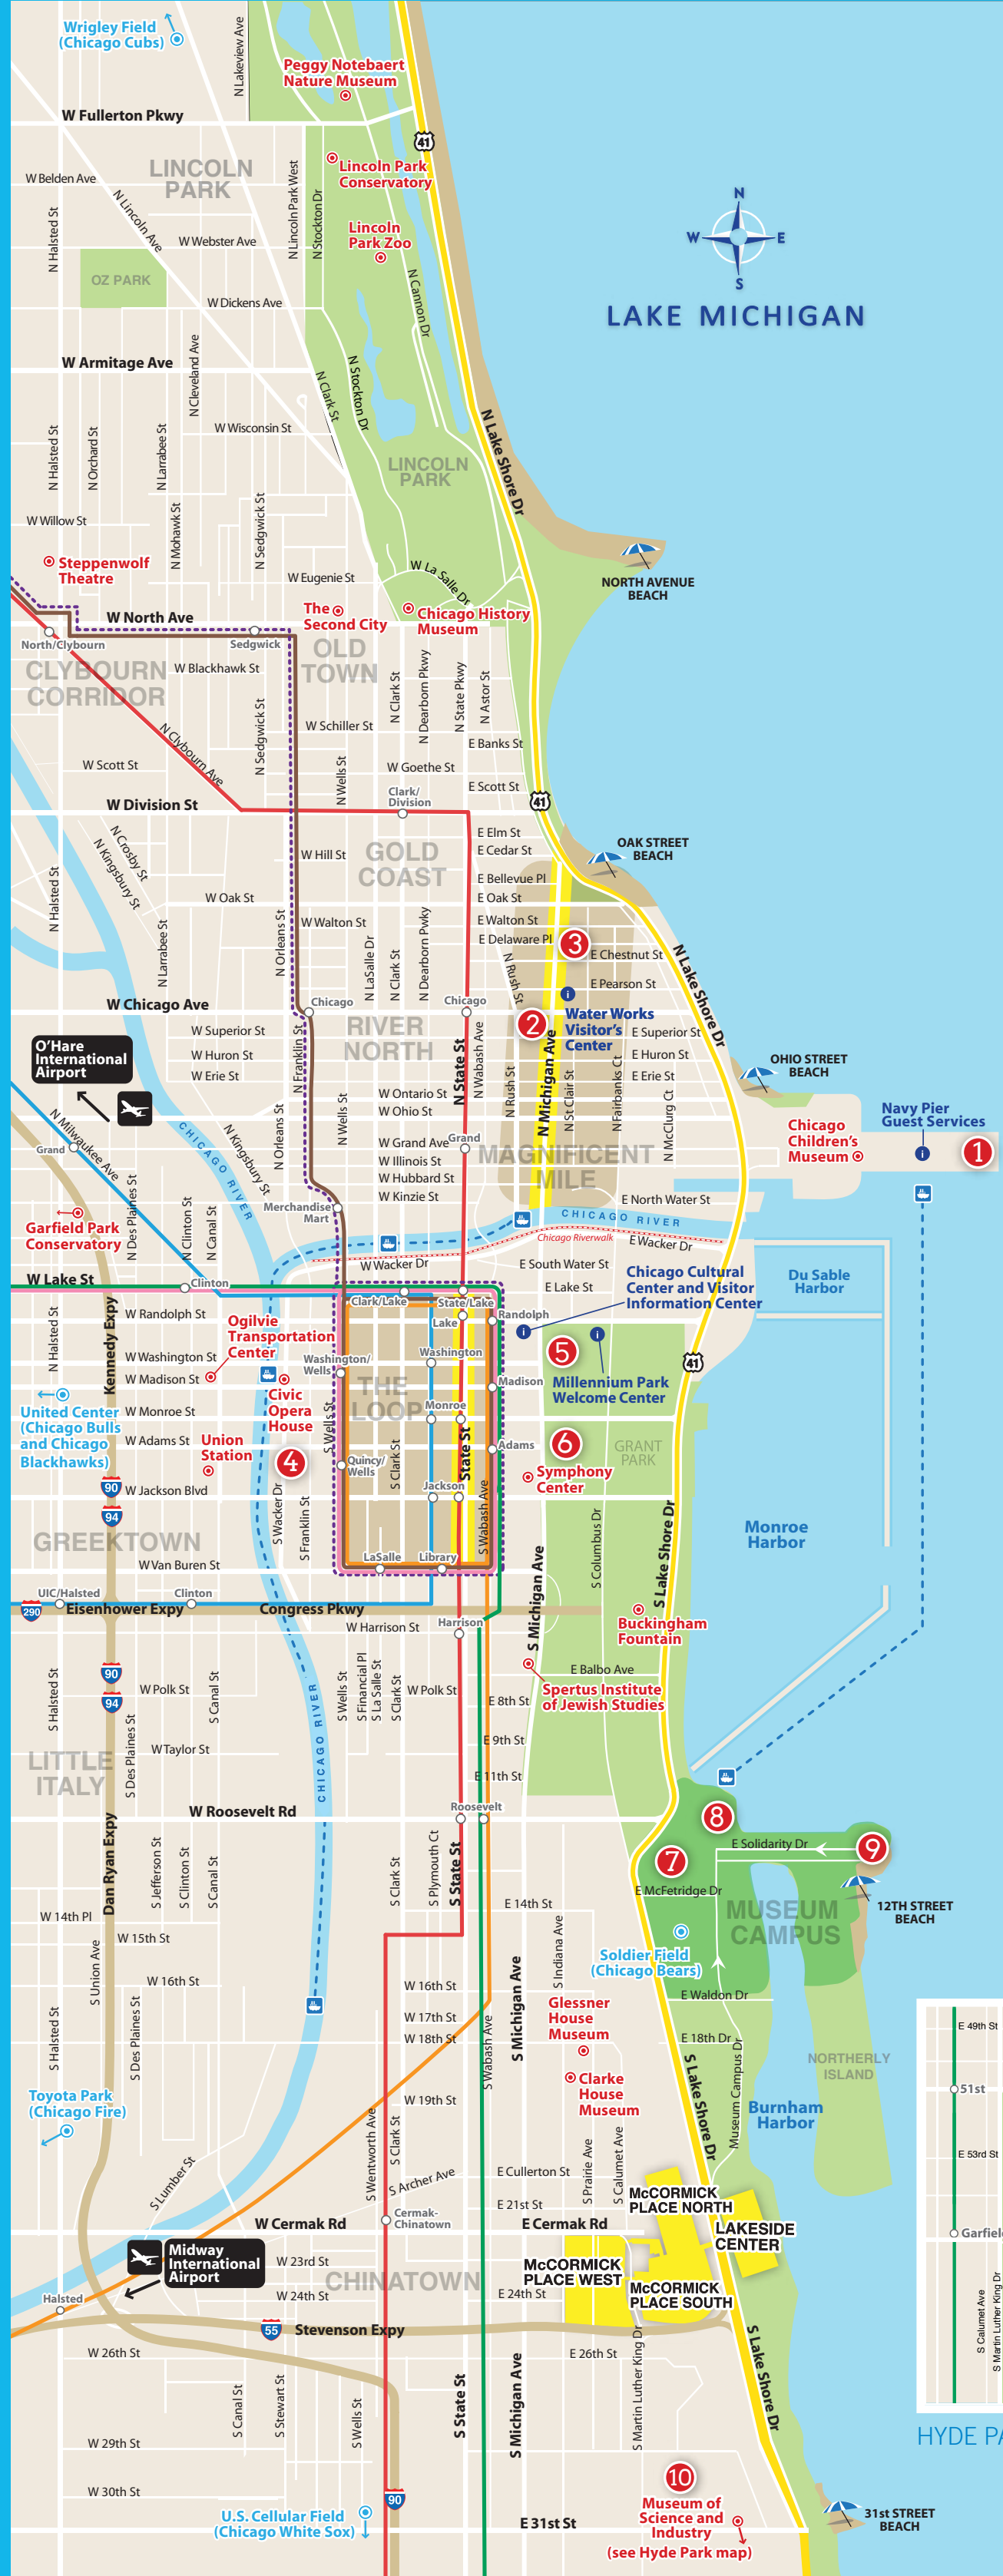 Wrigley Field
(Chicago Cubs)
N Lakeview Ave
Peggy Notebaert
Nature Museum
W Fullerton Pkwy
41
LINCOLN
PARK
Lincoln Park
Conservatory
W Belden Ave
N Lincoln Ave
N Halsted St
N Lincoln Park West
N Stockton Dr
Lincoln
Park Zoo
W Webster Ave
OZ PARK
N Cannon Dr
W Dickens Ave
N
W
E
S
LAKE MICHIGAN
W Armitage Ave
N Cleveland Ave
N Clark St
N Stockton Dr
W Wisconsin St
N Halsted St
N Orchard St
N Larrabee St
N Lake Shore Dr
LINCOLN
PARK
W Willow St
N Mohawk St
N Sedgwick St
Steppenwolf
Theatre
W Eugenie St
W La Salle Dr
NORTH AVENUE
BEACH
W North Ave
The
Second City
Chicago History
Museum
North/Clybourn
Sedgwick
OLD
TOWN
CLYBOURN
CORRIDOR
W Blackhawk St
N Clark St
N Dearborn Pkwy
N State Pkwy
N Astor St
N Clybourn Ave
N Sedgwick St
W Schiller St
E Banks St
W Scott St
N Wells St
W Goethe St
E Scott St
Clark/
Division
41
W Division St
E Elm St
E Cedar St
OAK STREET
BEACH
N Crosby St
N Kingsbury St
W Hill St
GOLD
COAST
E Bellevue Pl
N Halsted St
W Oak St
E Oak St
W Walton St
E Walton St
E Delaware Pl
3
N Larrabee St
N Orleans St
N LaSalle Dr
N Clark St
N Dearborn Pwky
N Rush St
E Chestnut St
N Lake Shore Dr
E Pearson St
W Chicago Ave
Chicago
Chicago
Water Works
Visitor's
Center
2
W Superior St
RIVER
NORTH
E Superior St
O'Hare
International
Airport
W Huron St
E Huron St
W Erie St
E Erie St
N Franklin St
N State St
N Wabash Ave
N Rush St
N Michigan Ave
N St Clair St
N Fairbanks Ct
N McClurg Ct
OHIO STREET
BEACH
W Ontario St
W Ohio St
N Wells St
N Milwaukee Ave
CHICAGO RIVER
N Kingsbury St
N Orleans St
Grand
W Grand Ave
Grand
MAGNIFICENT
MILE
W Illinois St
W Hubbard St
W Kinzie St
Chicago
Children's
Museum
Navy Pier
Guest Services
1
Garfield Park
Conservatory
N Des Plaines St
N Clinton St
N Canal St
Merchandise
Mart
E North Water St
CHICAGO RIVER
Chicago Riverwalk
E Wacker Dr
W Wacker Dr
E South Water St
W Lake St
Clinton
E Lake St
Clark/Lake
State/Lake
Chicago Cultural
Center and Visitor
Information Center
Du Sable
Harbor
N Halsted St
Kennedy Expy
W Randolph St
Ogilvie
Transportation
Center
Lake
Randolph
W Washington St
Washington/
Wells
Washington
5
41
W Madison St
Madison
Millennium Park
Welcome Center
United Center
(Chicago Bulls
and Chicago
Blackhawks)
Civic
Opera
House
THE
LOOP
W Monroe St
Monroe
W Adams St
Union
Station
S Wells St
4
Quincy/
Wells
S Clark St
State St
Adams
6
GRANT
PARK
Symphony
Center
90
94
W Jackson Blvd
Jackson
S Wacker Dr
S Franklin St
S Wabash Ave
S Columbus Dr
S Lake Shore Dr
Monroe
Harbor
GREEKTOWN
W Van Buren St
LaSalle
Library
S Michigan Ave
UIC/Halsted
Clinton
290
Eisenhower Expy
Congress Pkwy
W Harrison St
Harrison
Buckingham
Fountain
90
94
E Balbo Ave
S Halsted St
W Polk St
S Canal St
S Wells St
S Financial Pl
S La Salle St
S Clark St
W Polk St
Spertus Institute
of Jewish Studies
E 8th St
S Des Plaines St
CHICAGO RIVER
LITTLE
ITALY
W Taylor St
E 9th St
E 11th St
W Roosevelt Rd
Roosevelt
8
Dan Ryan Expy
S Jefferson St
S Clinton St
S Canal St
S Clark St
S Plymouth Ct
S State St
7
E Solidarity Dr
9
E McFetridge Dr
W 14th Pl
E 14th St
MUSEUM
CAMPUS
12TH STREET
BEACH
W 15th St
S Union Ave
S Michigan Ave
S Indiana Ave
Soldier Field
(Chicago Bears)
W 16th St
W 16th St
E Waldon Dr
S Halsted St
S Des Plaines St
W 17th St
W 18th St
S Wabash Ave
Glessner
House
Museum
E 18th Dr
NORTHERLY
ISLAND
E 49th St
51st
E 53rd St
Garfiel
S Calumet Ave
S Martin Luther King Dr
HYDE PA
Toyota Park
(Chicago Fire)
Clarke
House
Museum
S Lake Shore Dr
Museum Campus Dr
Burnham
Harbor
W 19th St
S Wentworth Ave
S Clark St
S Lumber St
S Archer Ave
E Cullerton St
S Prairie Ave
S Calumet Ave
E 21st St
McCORMICK
PLACE NORTH
W Cermak Rd
Cermak-
Chinatown
E Cermak Rd
LAKESIDE
CENTER
Midway
International
Airport
W 23rd St
CHINATOWN
McCORMICK
PLACE WEST
Halsted
W 24th St
E 24th St
McCORMICK
PLACE SOUTH
55
Stevenson Expy
W 26th St
E 26th St
S Martin Luther King Dr
S Lake Shore Dr
S Canal St
S Stewart St
S Wells St
S State St
S Michigan Ave
W 29th St
W 30th St
10
90
U.S. Cellular Field
(Chicago White Sox)
E 31st St
Museum of
Science and
Industry
(see Hyde Park map)
31st STREET
BEACH